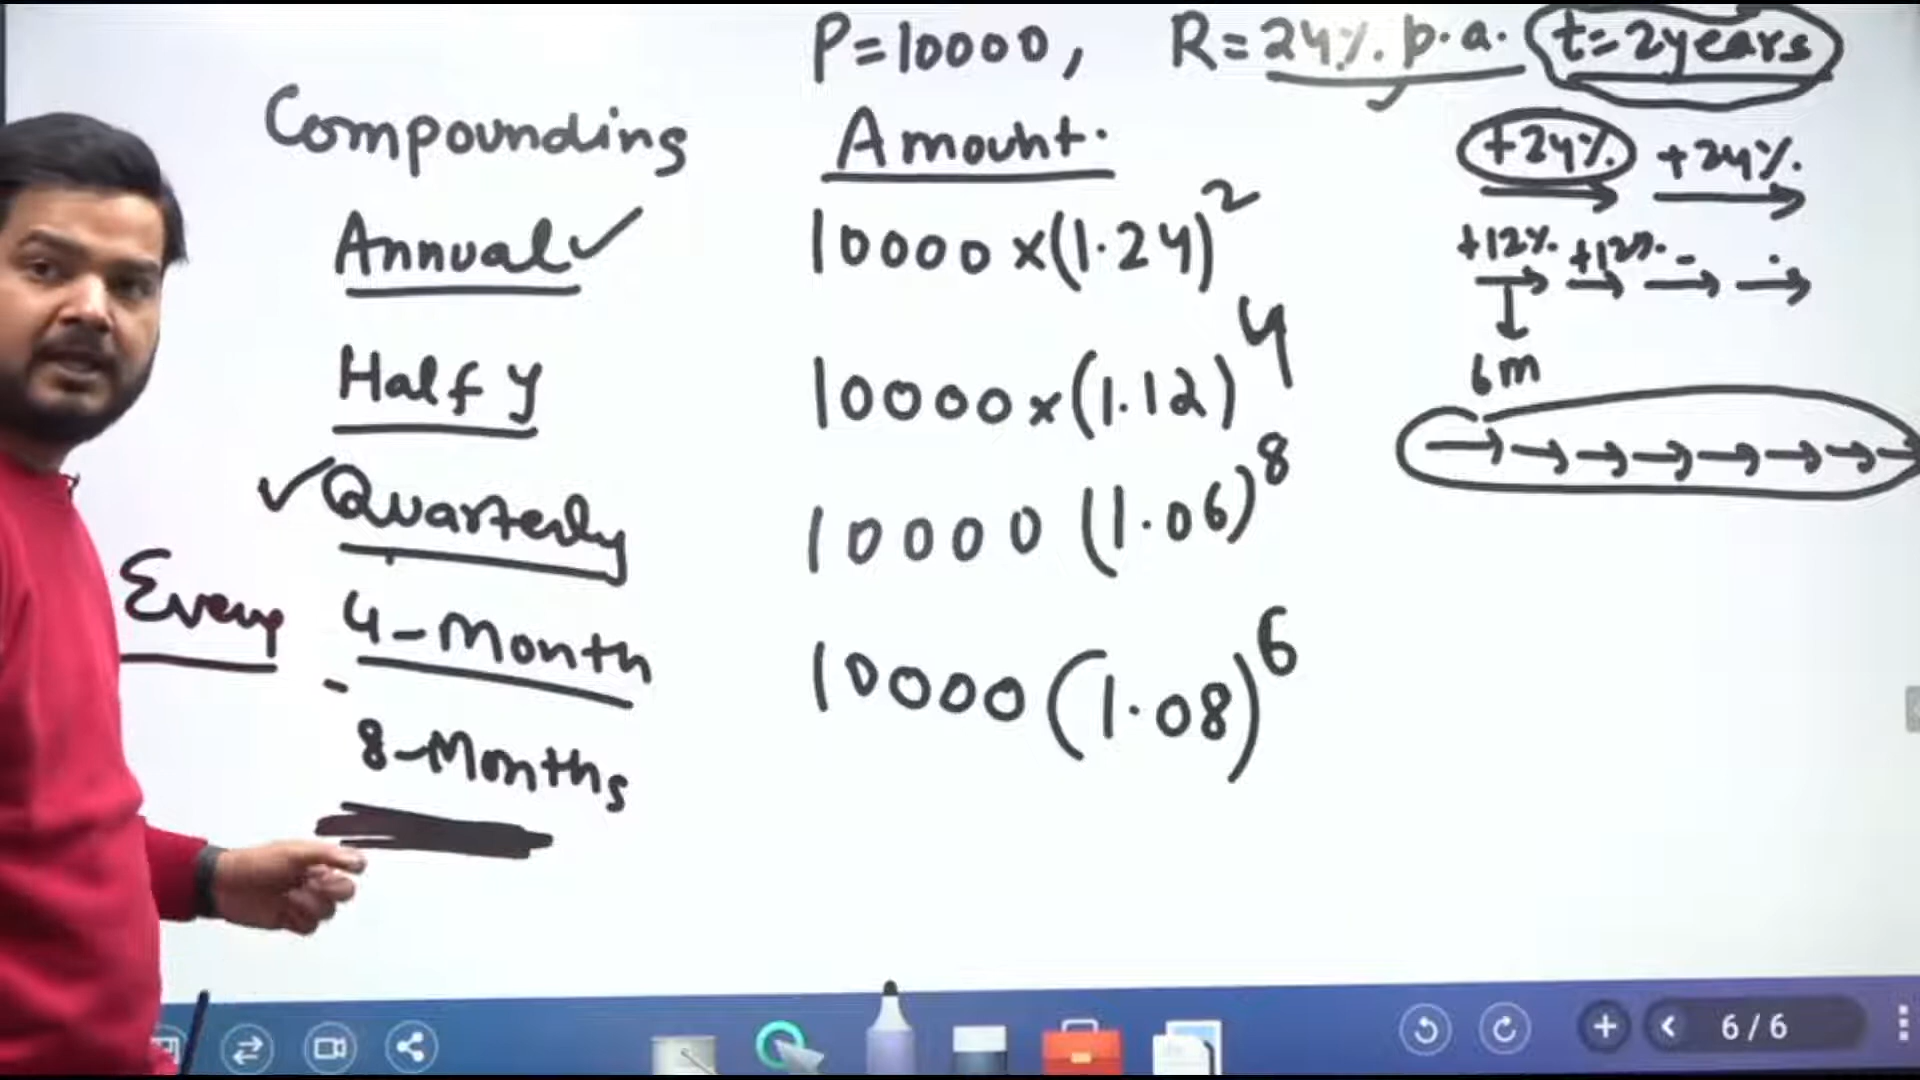 P=10000, R=24% p.a. t=2years
Compounding Amount.
+24% +24%
Annual✓ 10000×(1.24)²
+12% +12% - .
6m
Half y 10000×(1.12)⁴
✓Quarterly 10000 (1.06)⁸
Every 4-Month 10000(1.08)⁶
8-Months
6/6